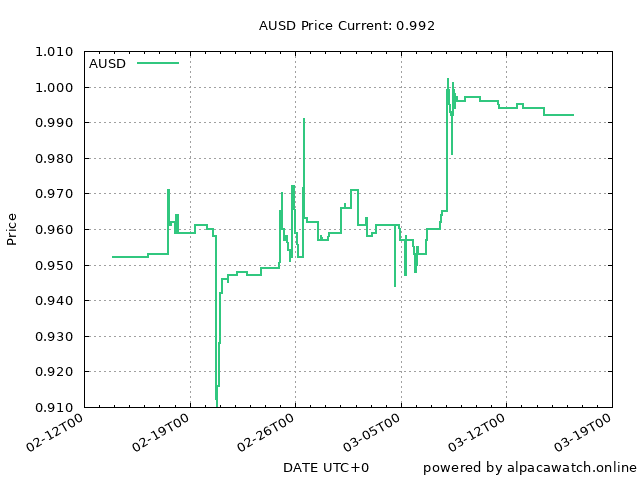 AUSD Price Current: 0.992
1.010
AUSD
1.000
0.990
0.980
0.970
0.960
Price
0.950
0.940
0.930
0.920
0.910
02-12T00
02-19T00
02-26T00
03-05T00
03-12T00
03-19T00
DATE UTC+0
powered by alpacawatch.online